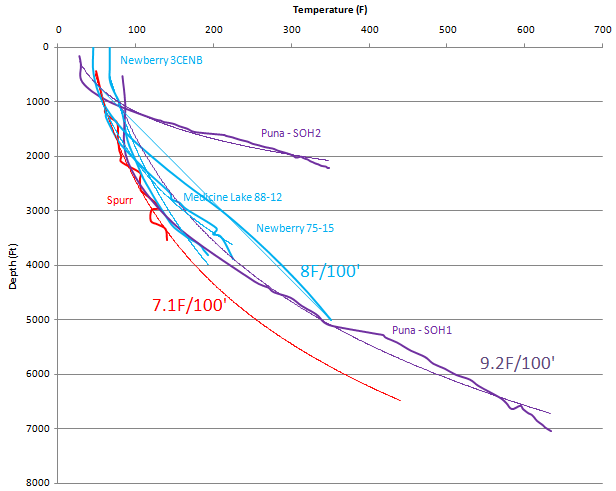 Temperature (F)
0 100 200 300 400 500 600 700
0
Newberry 3CENB
1000
Puna - SOH2
2000
Medicine Lake 88-12
Spurr
3000
Newberry 75-15
Depth (Ft)
4000
8F/100'
7.1F/100'
5000
Puna - SOH1
9.2F/100'
6000
7000
8000